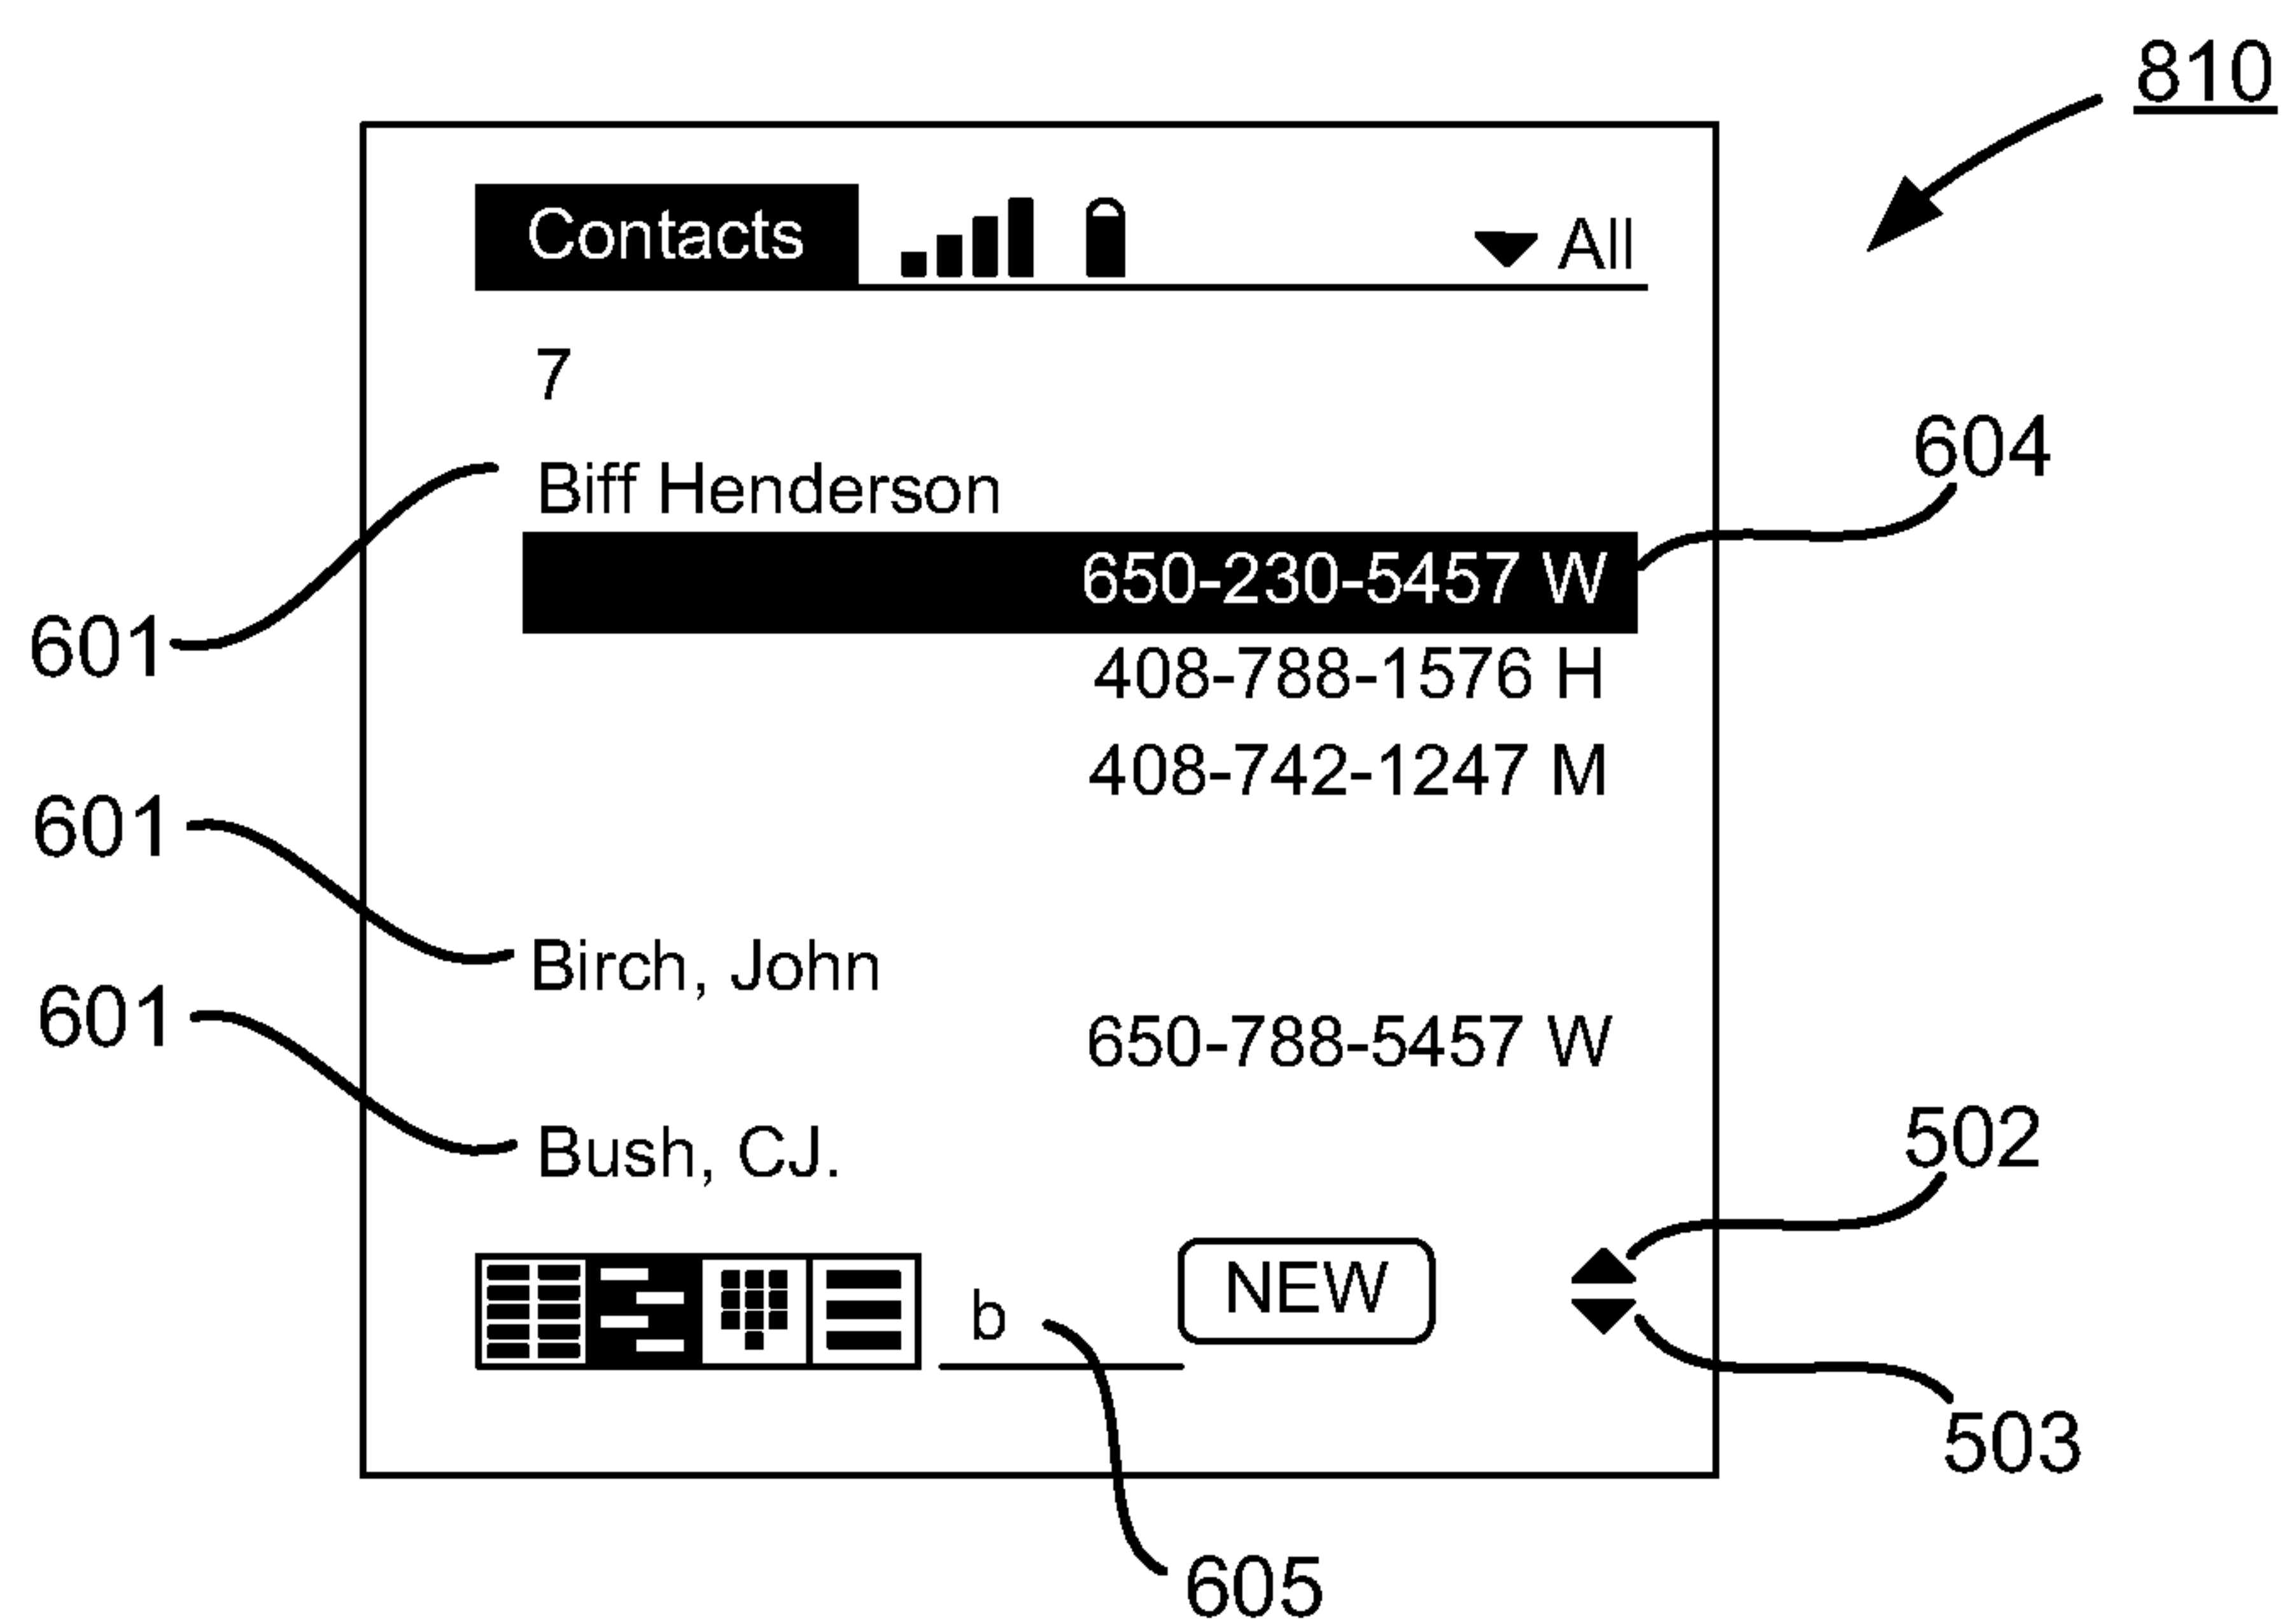 810
Contacts All
7
604
Biff Henderson
650-230-5457 W
601
408-788-1576 H
408-742-1247 M
601
Birch, John
601
650-788-5457 W
502
Bush, CJ.
b NEW
503
605